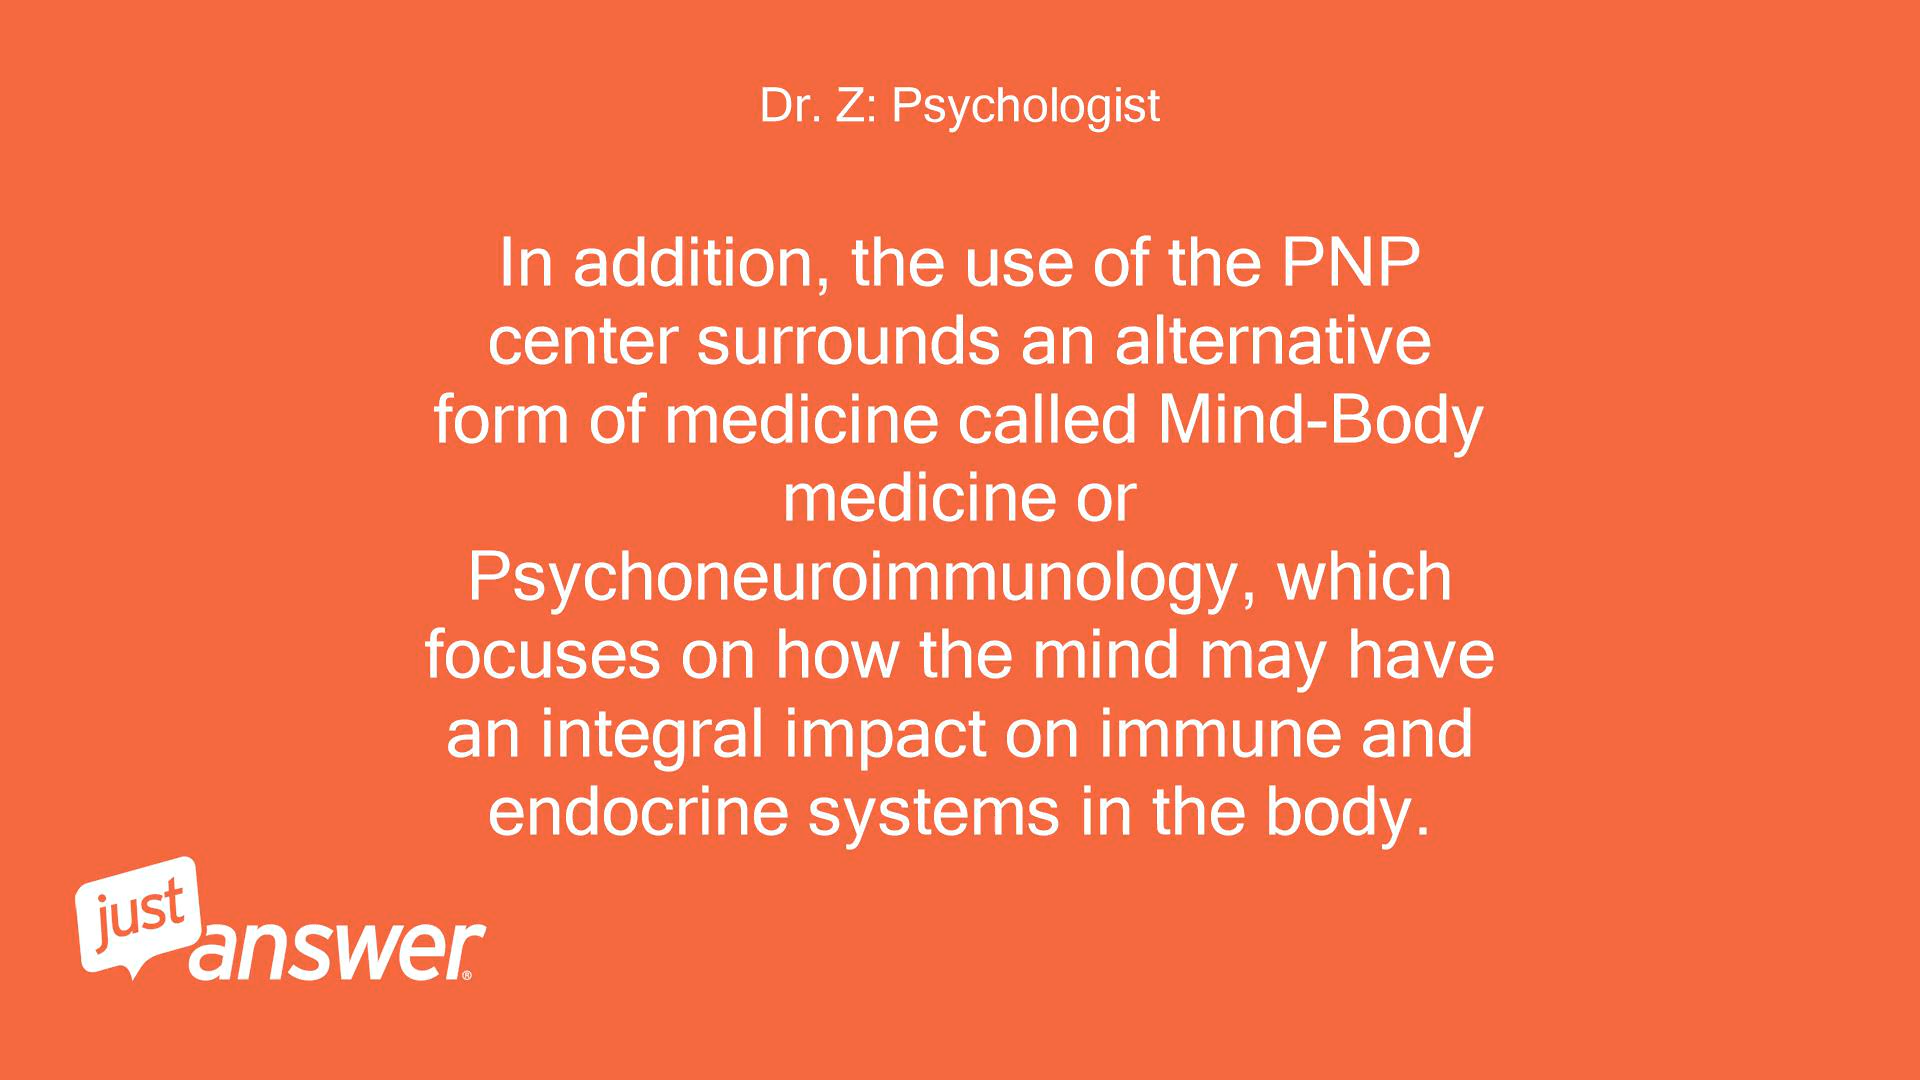 Dr. Z: Psychologist
In addition, the use of the PNP
center surrounds an alternative
form of medicine called Mind-Body
medicine or
Psychoneuroimmunology, which
focuses on how the mind may have
an integral impact on immune and
endocrine systems in the body.
just
answer®